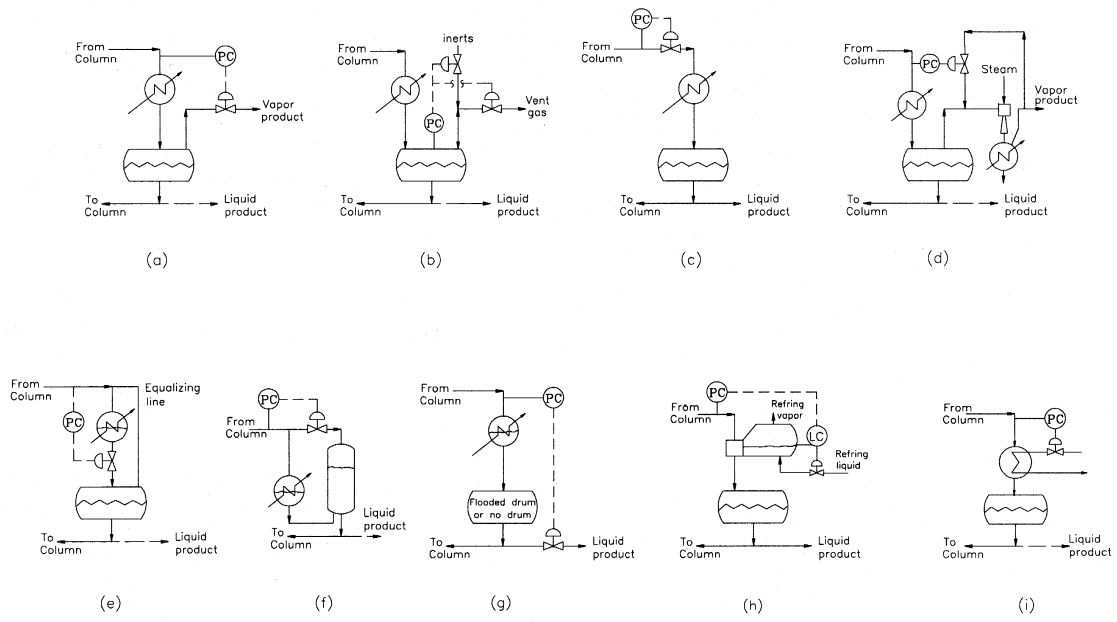 From
Column
PC
Vapor
product
To
Column
Liquid
product
(a)
From
Column
inerts
PC
Vent
gas
To
Column
Liquid
product
(b)
PC
From
Column
To
Column
Liquid
product
(c)
From
Column
PC
Steam
Vapor
product
To
Column
Liquid
product
(d)
From
Column
Equalizing
line
PC
To
Column
Liquid
product
(e)
PC
From
Column
Liquid
product
To
Column
(f)
From
Column
PC
Flooded drum
or no drum
To
Column
Liquid
product
(g)
PC
From
Column
Refring
vapor
LC
Refring
liquid
To
Column
Liquid
product
(h)
From
Column
PC
To
Column
Liquid
product
(i)